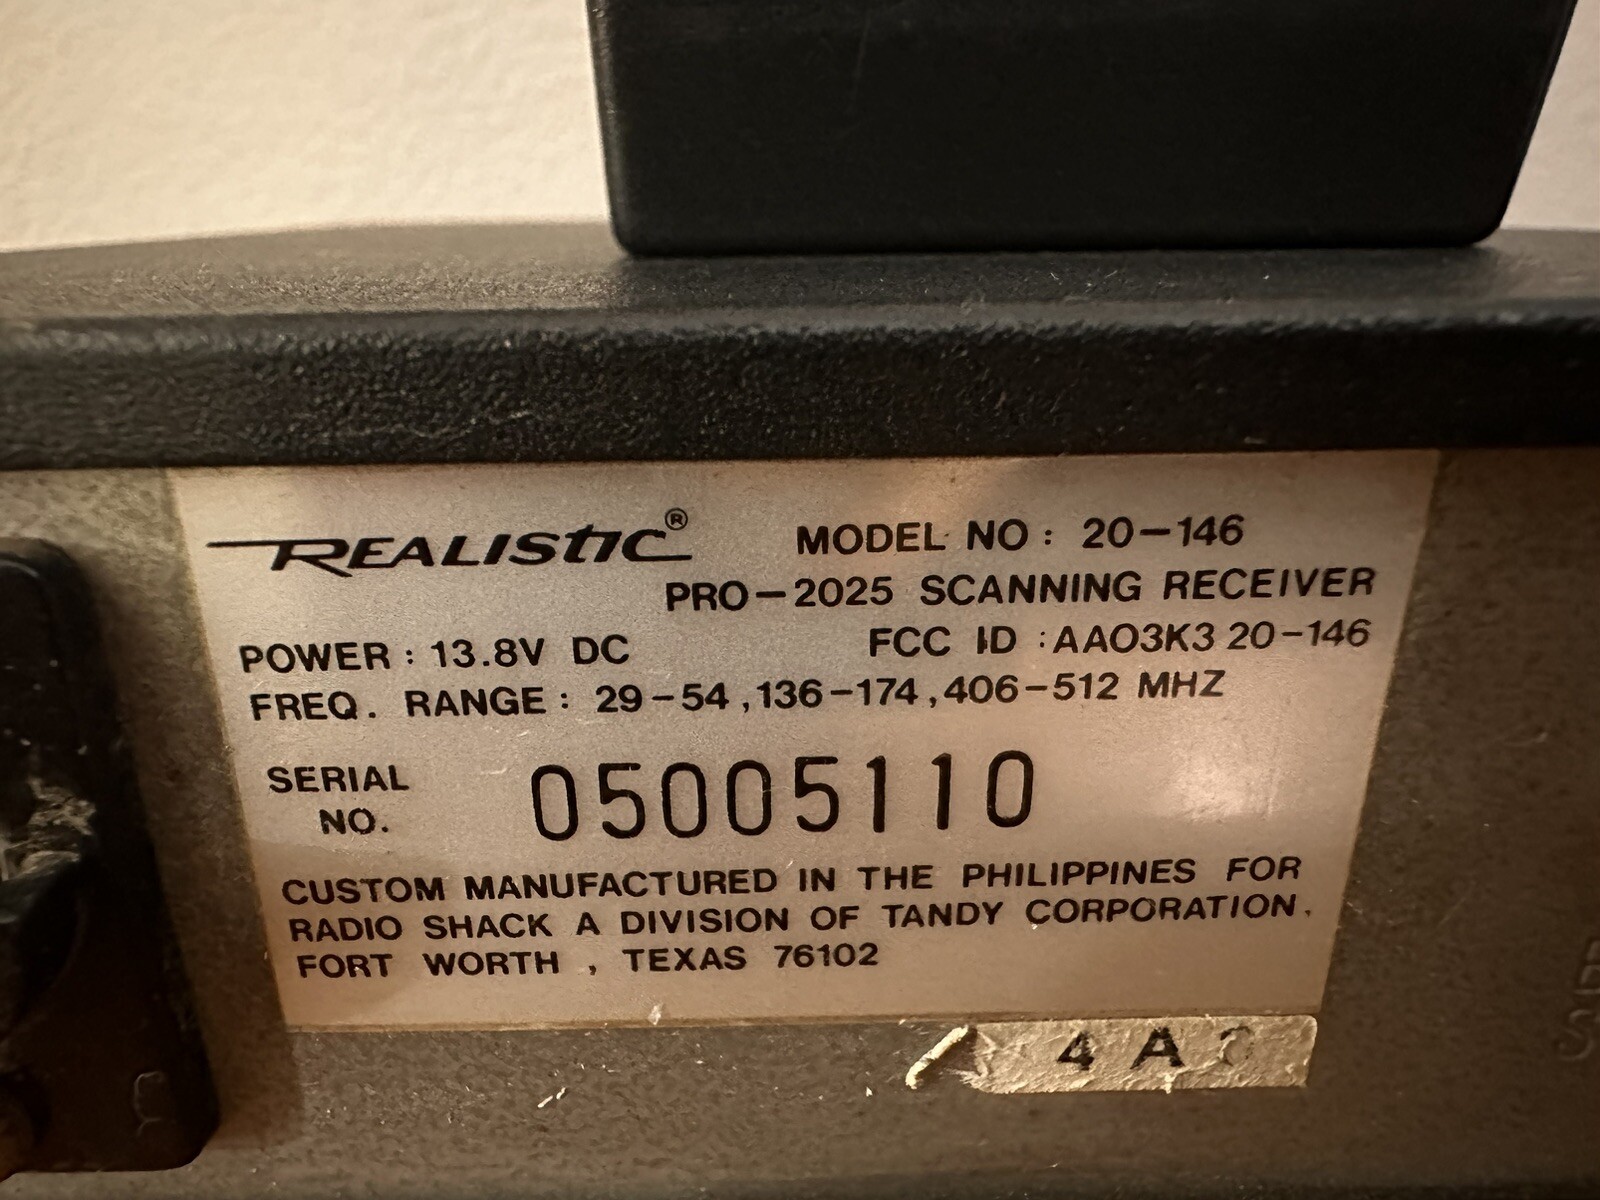 REALISTIC® MODEL NO: 20-146
PRO-2025 SCANNING RECEIVER
POWER: 13.8V DC FCC ID: AAO3K3 20-146
FREQ. RANGE: 29-54, 136-174, 406-512 MHZ
SERIAL NO. 05005110
CUSTOM MANUFACTURED IN THE PHILIPPINES FOR
RADIO SHACK A DIVISION OF TANDY CORPORATION.
FORT WORTH, TEXAS 76102
4 A